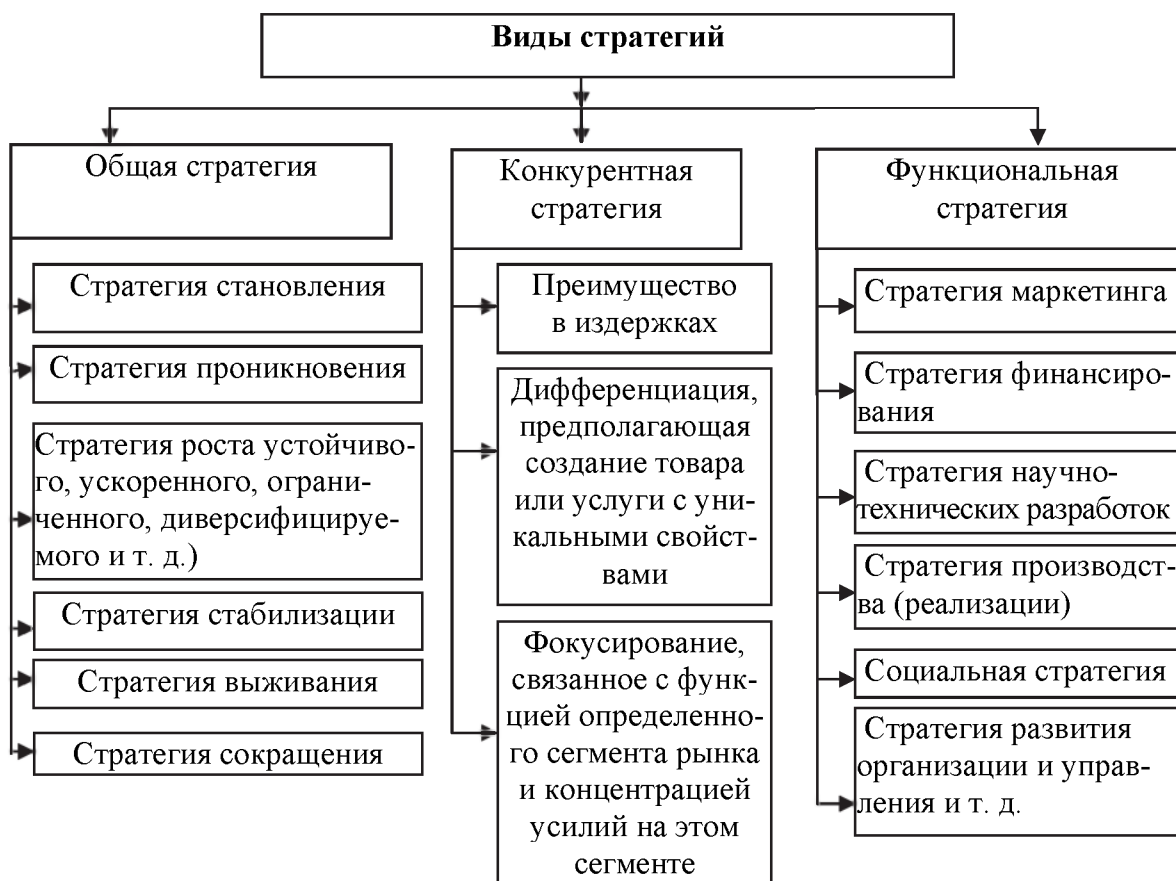 Виды стратегий
Общая стратегия
Стратегия становления
Стратегия проникновения
Стратегия роста устойчиво-
го, ускоренного, ограни-
ченного, диверсифицируе-
мого и т. д.)
Стратегия стабилизации
Стратегия выживания
Стратегия сокращения
Конкурентная
стратегия
Преимущество
в издержках
Дифференциация,
предполагающая
создание товара
или услуги с уни-
кальными свойст-
вами
Фокусирование,
связанное с функ-
цией определенно-
го сегмента рынка
и концентрацией
усилий на этом
сегменте
Функциональная
стратегия
Стратегия маркетинга
Стратегия финансиро-
вания
Стратегия научно-
технических разработок
Стратегия производст-
ва (реализации)
Социальная стратегия
Стратегия развития
организации и управ-
ления и т. д.